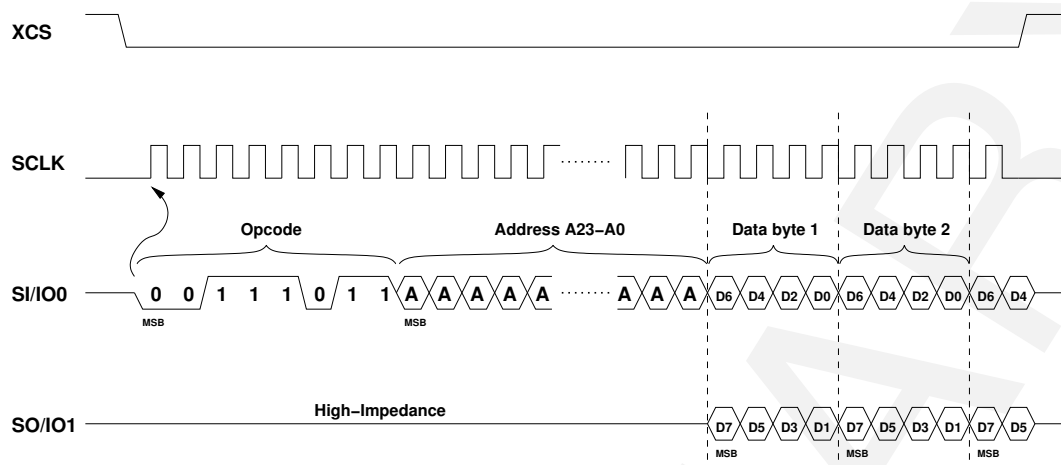 XCS
SCLK
Opcode Address A23–A0 Data byte 1 Data byte 2
SI/IO0 0 0 1 1 1 0 1 1 A A A A A A A A D6 D4 D2 D0 D6 D4 D2 D0 D6 D4
MSB MSB
High–Impedance
SO/IO1 D7 D5 D3 D1 D7 D5 D3 D1 D7 D5
MSB MSB MSB